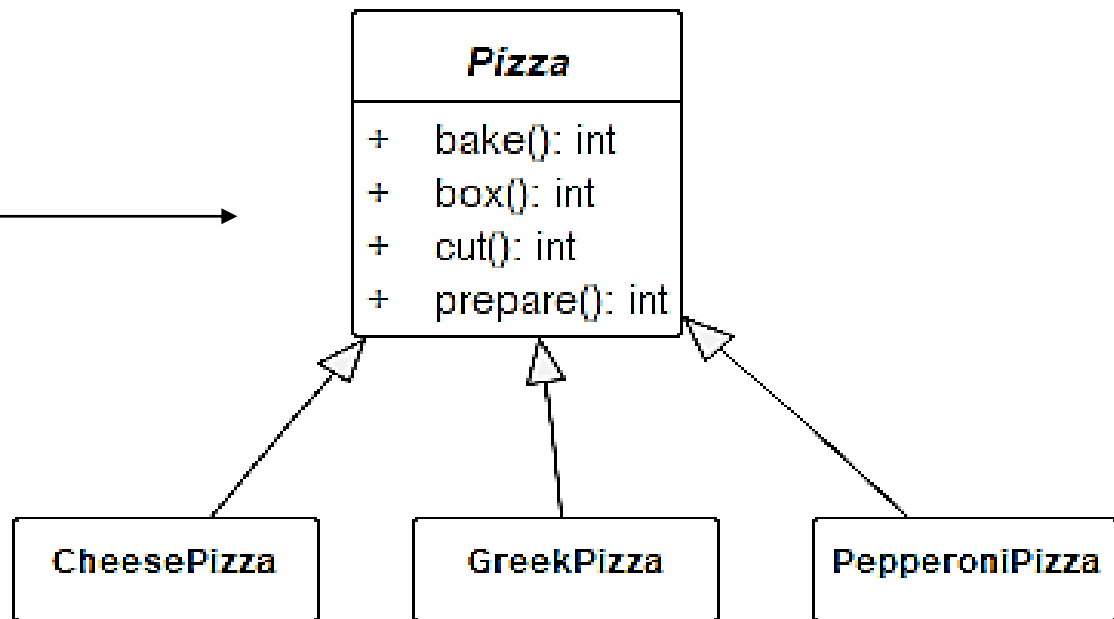 Pizza
+ bake(): int
+ box(): int
+ cut(): int
+ prepare(): int
CheesePizza
GreekPizza
PepperoniPizza